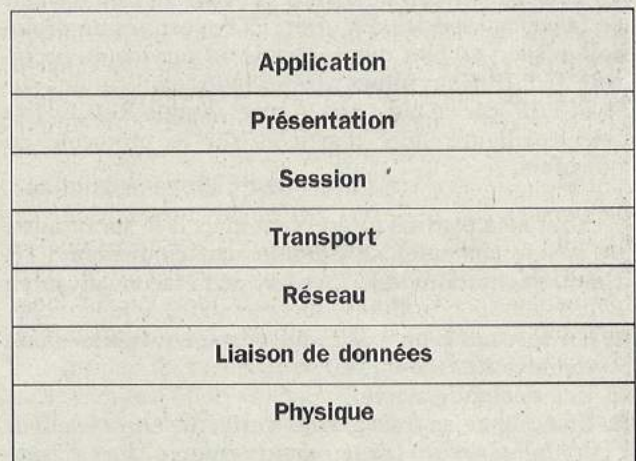 Application
Présentation
Session
Transport
Réseau
Liaison de données
Physique